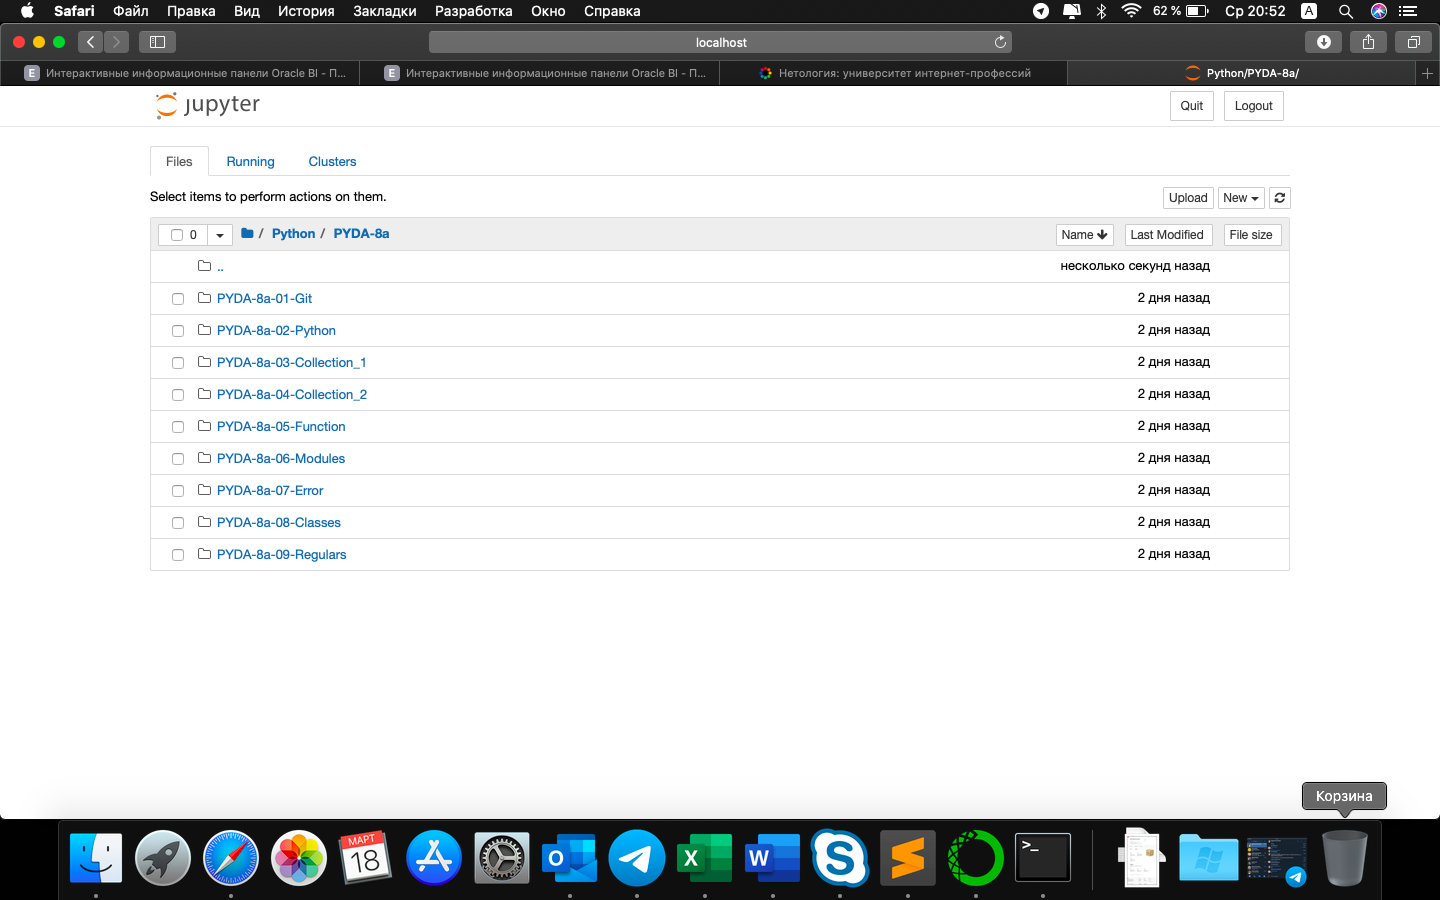 Safari Файл Правка Вид История Закладки Разработка Окно Справка 62 % Ср 20:52 A
localhost
E Интерактивные информационные панели Oracle BI - П...
E Интерактивные информационные панели Oracle BI - П...
Нетология: университет интернет-профессий
Python/PYDA-8a/
jupyter
Quit Logout
Files Running Clusters
Select items to perform actions on them.
Upload New
0 / Python / PYDA-8a Name Last Modified File size
.. несколько секунд назад
PYDA-8a-01-Git 2 дня назад
PYDA-8a-02-Python 2 дня назад
PYDA-8a-03-Collection_1 2 дня назад
PYDA-8a-04-Collection_2 2 дня назад
PYDA-8a-05-Function 2 дня назад
PYDA-8a-06-Modules 2 дня назад
PYDA-8a-07-Error 2 дня назад
PYDA-8a-08-Classes 2 дня назад
PYDA-8a-09-Regulars 2 дня назад
Корзина
МАРТ
18
O
X
W
S
>_